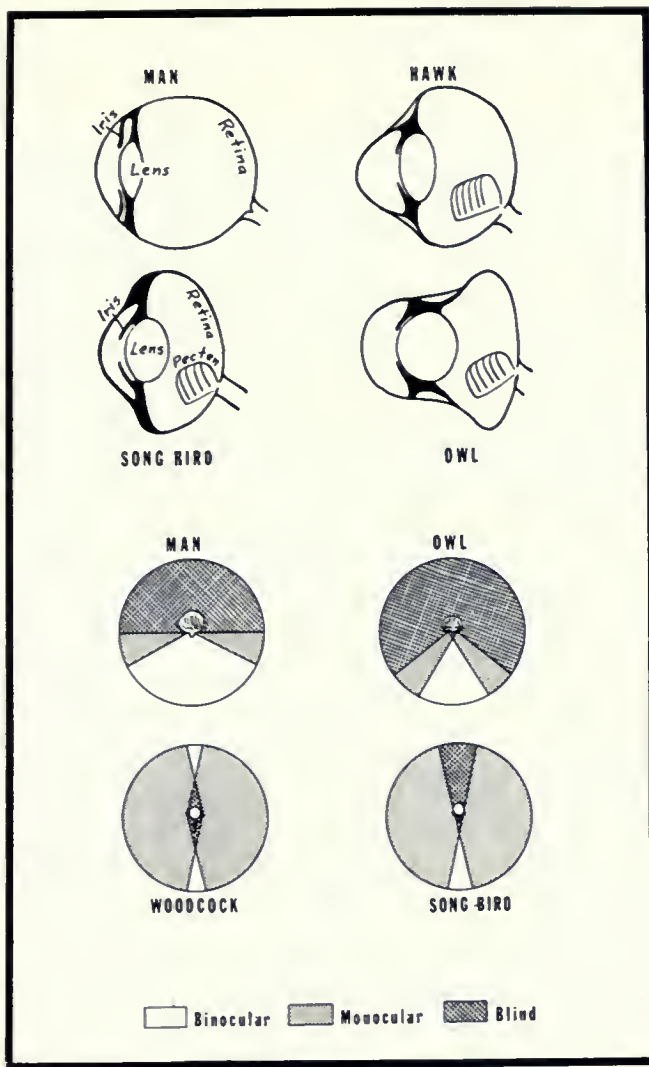 MAN
HAWK
Iris
Lens
Retina
Iris
Lens
Retina
Pecten
SONG BIRD
OWL
MAN
OWL
WOODCOCK
SONG BIRD
Binocular Monocular Blind